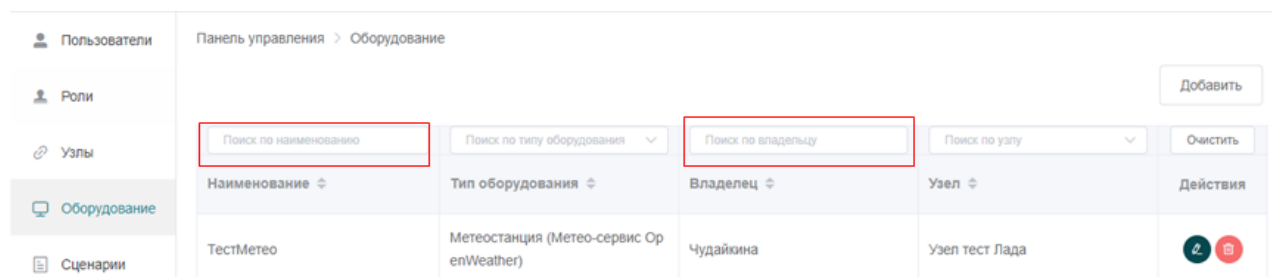 Пользователи
Панель управления > Оборудование
Роли
Добавить
Узлы
Поиск по наименованию
Поиск по типу оборудования
Поиск по владельцу
Поиск по узлу
Очистить
Наименование
Тип оборудования
Владелец
Узел
Действия
Оборудование
Сценарии
ТестМетео
Метеостанция (Метео-сервис Op
enWeather)
Чудайкина
Узел тест Лада